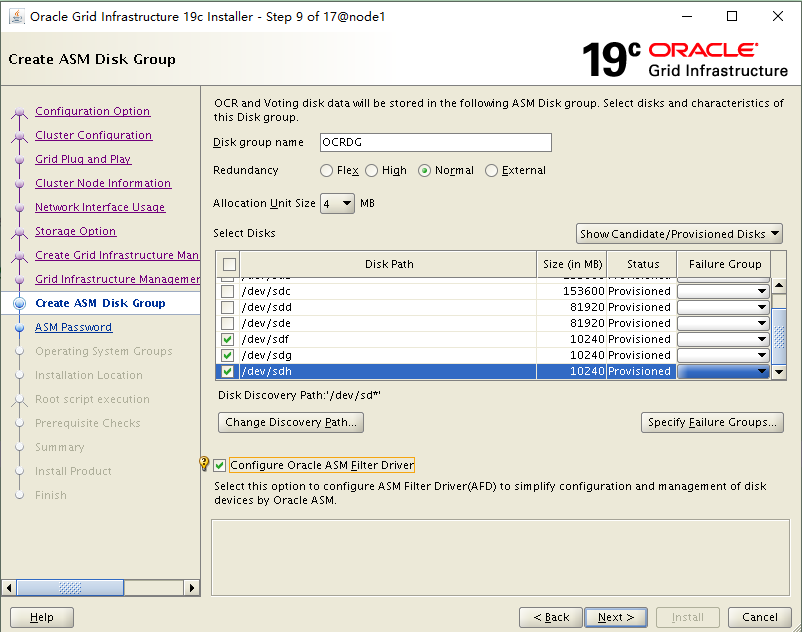 Oracle Grid Infrastructure 19c Installer - Step 9 of 17@node1
Create ASM Disk Group
19c ORACLE
Grid Infrastructure
Configuration Option
Cluster Configuration
Grid Plug and Play
Cluster Node Information
Network Interface Usage
Storage Option
Create Grid Infrastructure Man
Grid Infrastructure Managemen
Create ASM Disk Group
ASM Password
Operating System Groups
Installation Location
Root script execution
Prerequisite Checks
Summary
Install Product
Finish
OCR and Voting disk data will be stored in the following ASM Disk group. Select disks and characteristics of
this Disk group.
Disk group name OCRDG
Redundancy Flex High Normal External
Allocation Unit Size 4 MB
Select Disks Show Candidate/Provisioned Disks
Disk Path Size (in MB) Status Failure Group
/dev/sdc 153600 Provisioned
/dev/sdd 81920 Provisioned
/dev/sde 81920 Provisioned
/dev/sdf 10240 Provisioned
/dev/sdg 10240 Provisioned
/dev/sdh 10240 Provisioned
Disk Discovery Path:'/dev/sd*'
Change Discovery Path... Specify Failure Groups...
Configure Oracle ASM Filter Driver
Select this option to configure ASM Filter Driver(AFD) to simplify configuration and management of disk
devices by Oracle ASM.
Help < Back Next > Install Cancel